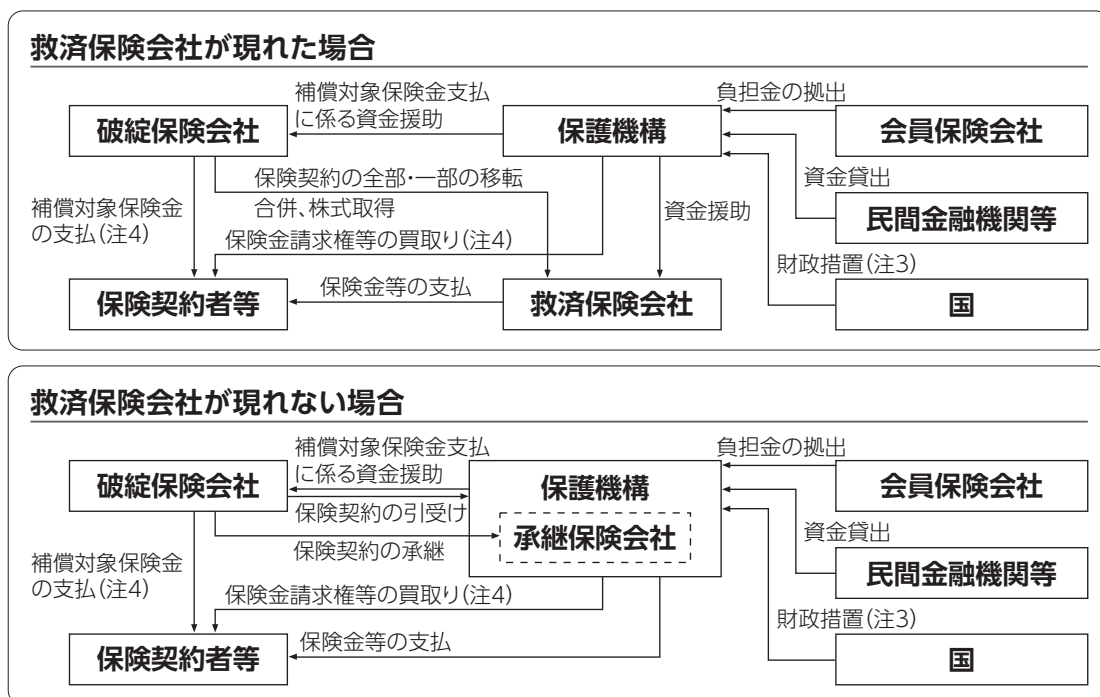 救済保険会社が現れた場合
補償対象保険金支払
に係る資金援助
負担金の拠出
破綻保険会社
保護機構
会員保険会社
保険契約の全部・一部の移転
合併、株式取得
資金貸出
補償対象保険金
の支払(注4)
資金援助
民間金融機関等
保険金請求権等の買取り(注4)
財政措置(注3)
保険契約者等
保険金等の支払
救済保険会社
国
救済保険会社が現れない場合
補償対象保険金支払
に係る資金援助
負担金の拠出
破綻保険会社
保護機構
会員保険会社
保険契約の引受け
承継保険会社
保険契約の承継
資金貸出
補償対象保険金
の支払(注4)
民間金融機関等
保険金請求権等の買取り(注4)
財政措置(注3)
保険契約者等
保険金等の支払
国